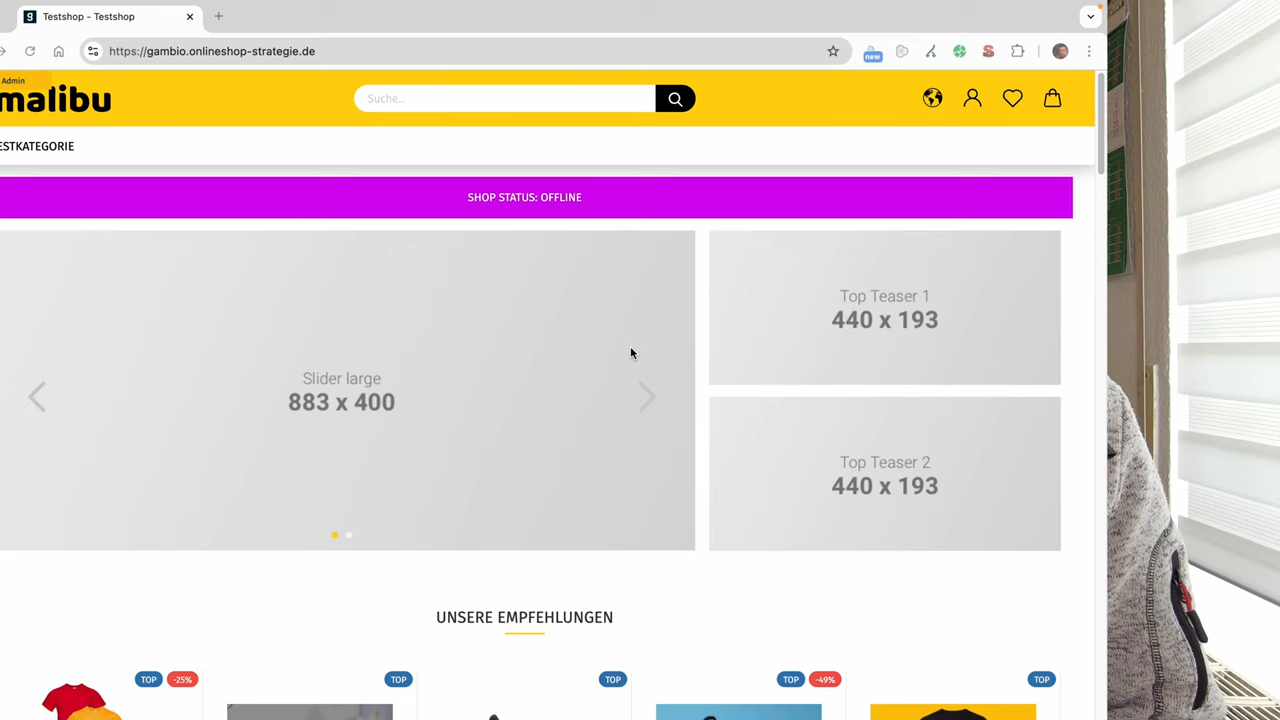 Testshop - Testshop
https://gambio.onlineshop-strategie.de
new
Admin
malibu
Suche...
ESTKATEGORIE
SHOP STATUS: OFFLINE
Slider large
883 x 400
Top Teaser 1
440 x 193
Top Teaser 2
440 x 193
UNSERE EMPFEHLUNGEN
TOP -25% TOP TOP TOP -49% TOP